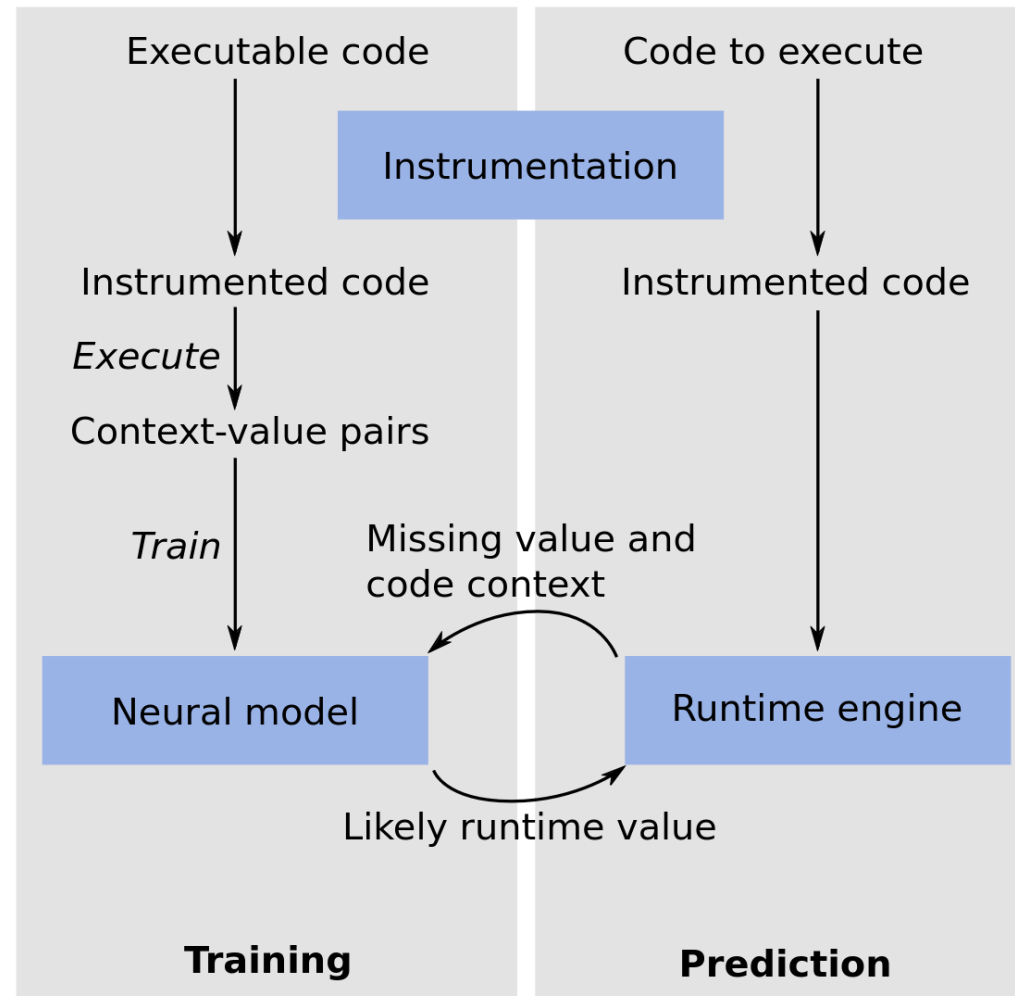 Executable code
Code to execute
Instrumentation
Instrumented code
Instrumented code
Execute
Context-value pairs
Train
Missing value and
code context
Neural model
Runtime engine
Likely runtime value
Training
Prediction